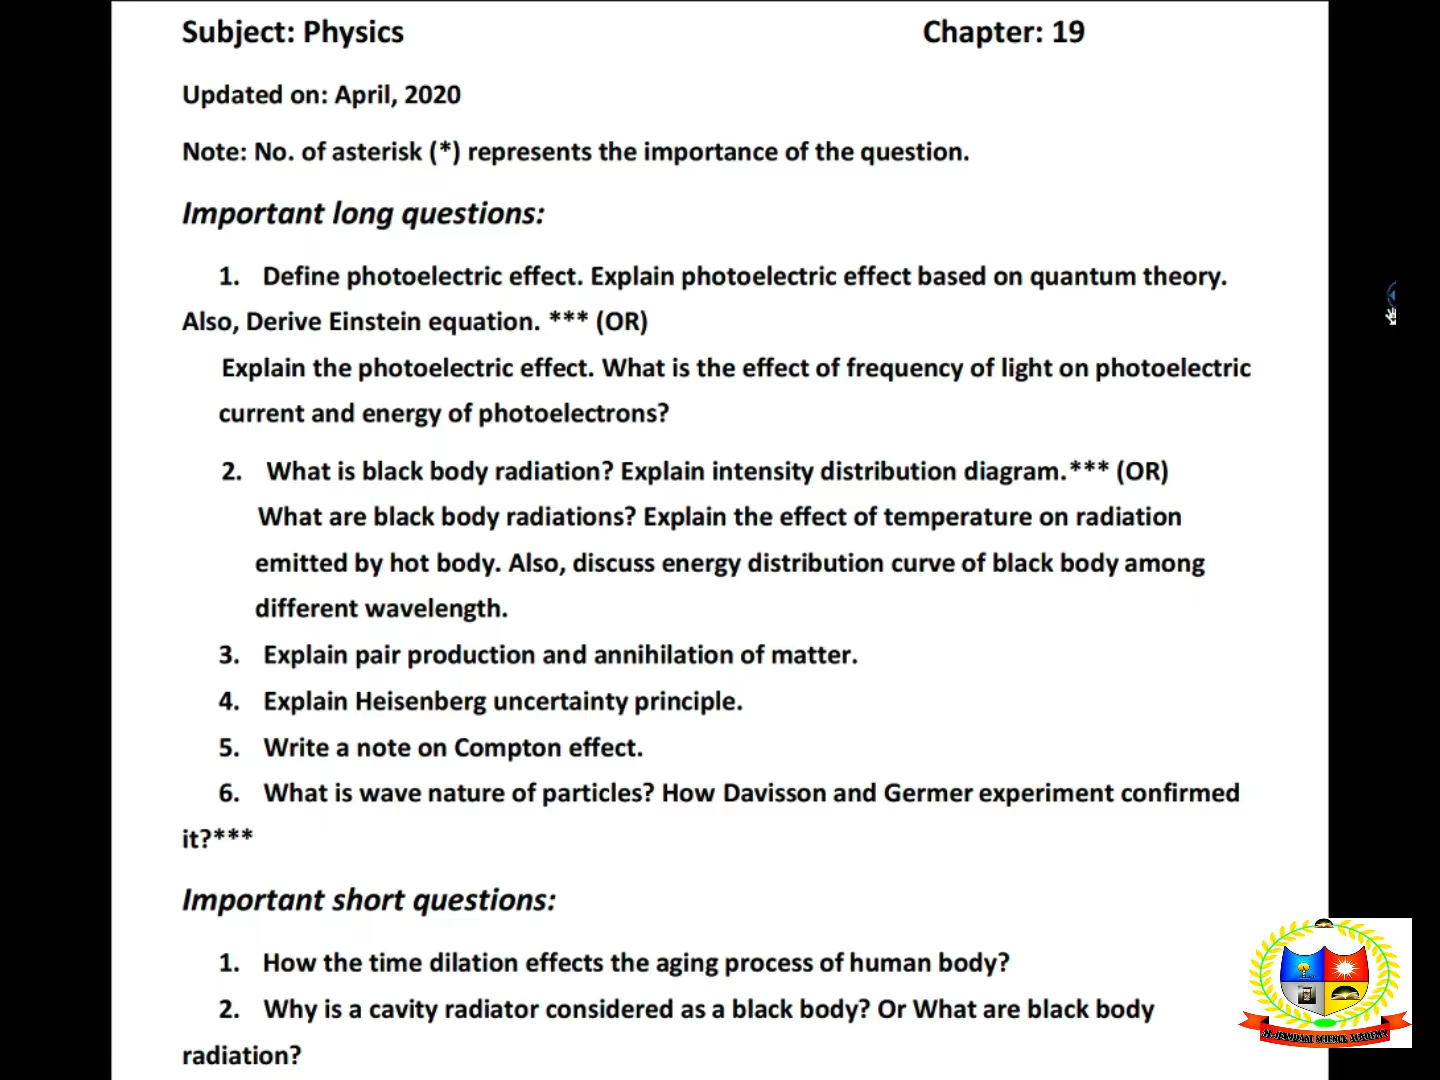 Subject: Physics Chapter: 19
Updated on: April, 2020
Note: No. of asterisk (*) represents the importance of the question.
Important long questions:
1. Define photoelectric effect. Explain photoelectric effect based on quantum theory.
Also, Derive Einstein equation. *** (OR)
Explain the photoelectric effect. What is the effect of frequency of light on photoelectric
current and energy of photoelectrons?
2. What is black body radiation? Explain intensity distribution diagram.*** (OR)
What are black body radiations? Explain the effect of temperature on radiation
emitted by hot body. Also, discuss energy distribution curve of black body among
different wavelength.
3. Explain pair production and annihilation of matter.
4. Explain Heisenberg uncertainty principle.
5. Write a note on Compton effect.
6. What is wave nature of particles? How Davisson and Germer experiment confirmed
it?***
Important short questions:
1. How the time dilation effects the aging process of human body?
2. Why is a cavity radiator considered as a black body? Or What are black body
radiation?
SCIENCE ACADEMY